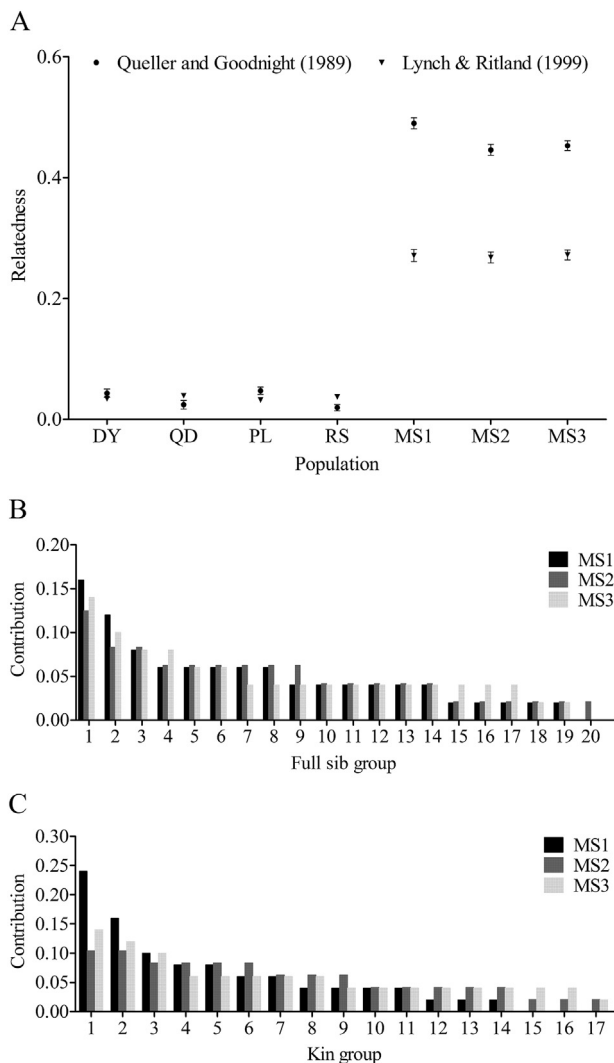 A
0.6
Queller and Goodnight (1989)
Lynch & Ritland (1999)
0.4
0.2
0.0
Relatedness
DY QD PL RS MS1 MS2 MS3
Population
B
0.20
0.15
0.10
0.05
0.00
Contribution
MS1
MS2
MS3
1 2 3 4 5 6 7 8 9 10 11 12 13 14 15 16 17 18 19 20
Full sib group
C
0.30
0.25
0.20
0.15
0.10
0.05
0.00
Contribution
MS1
MS2
MS3
1 2 3 4 5 6 7 8 9 10 11 12 13 14 15 16 17
Kin group